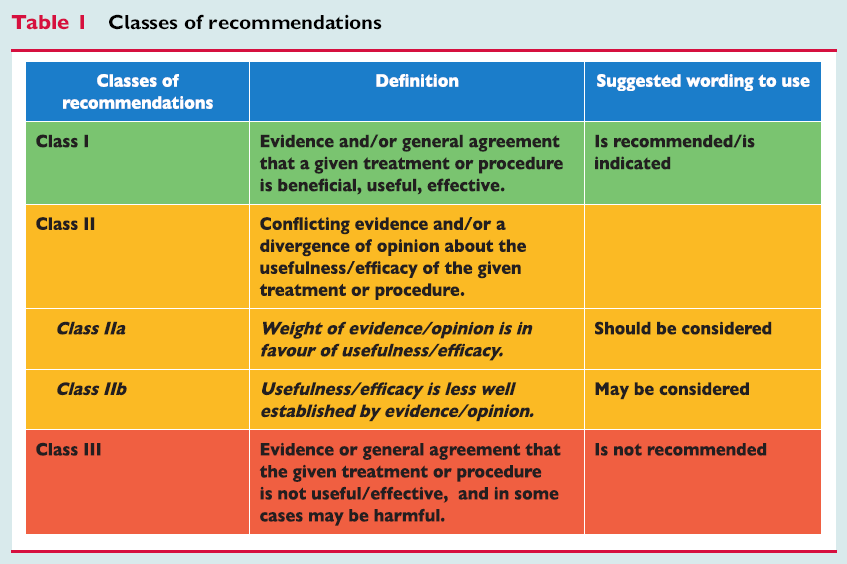 Table 1 Classes of recommendations
Classes of
recommendations
Definition
Suggested wording to use
Class I
Evidence and/or general agreement
that a given treatment or procedure
is beneficial, useful, effective.
Is recommended/is
indicated
Class II
Conflicting evidence and/or a
divergence of opinion about the
usefulness/efficacy of the given
treatment or procedure.
Class IIa
Weight of evidence/opinion is in
favour of usefulness/efficacy.
Should be considered
Class IIb
Usefulness/efficacy is less well
established by evidence/opinion.
May be considered
Class III
Evidence or general agreement that
the given treatment or procedure
is not useful/effective, and in some
cases may be harmful.
Is not recommended